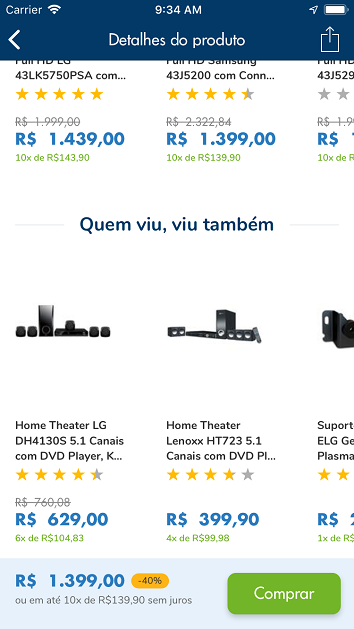 Carrier 9:34 AM
Detalhes do produto
Full HD LG
43LK5750PSA com...
R$ 1.999,00
R$ 1.439,00
10x de R$143,90
Full HD Samsung
43J5200 com Conn...
R$ 2.322,84
R$ 1.399,00
10x de R$139,90
Full H
43J529
R$ 1.9
R$
10x de R
Quem viu, viu também
Home Theater LG
DH4130S 5.1 Canais
com DVD Player, K...
R$ 760,08
R$ 629,00
6x de R$104,83
Home Theater
Lenoxx HT723 5.1
Canais com DVD Pl...
R$ 399,90
4x de R$99,98
Suport
ELG Ge
Plasma
R$ 2
1x de R$
R$ 1.399,00 -40%
ou em até 10x de R$139,90 sem juros
Comprar